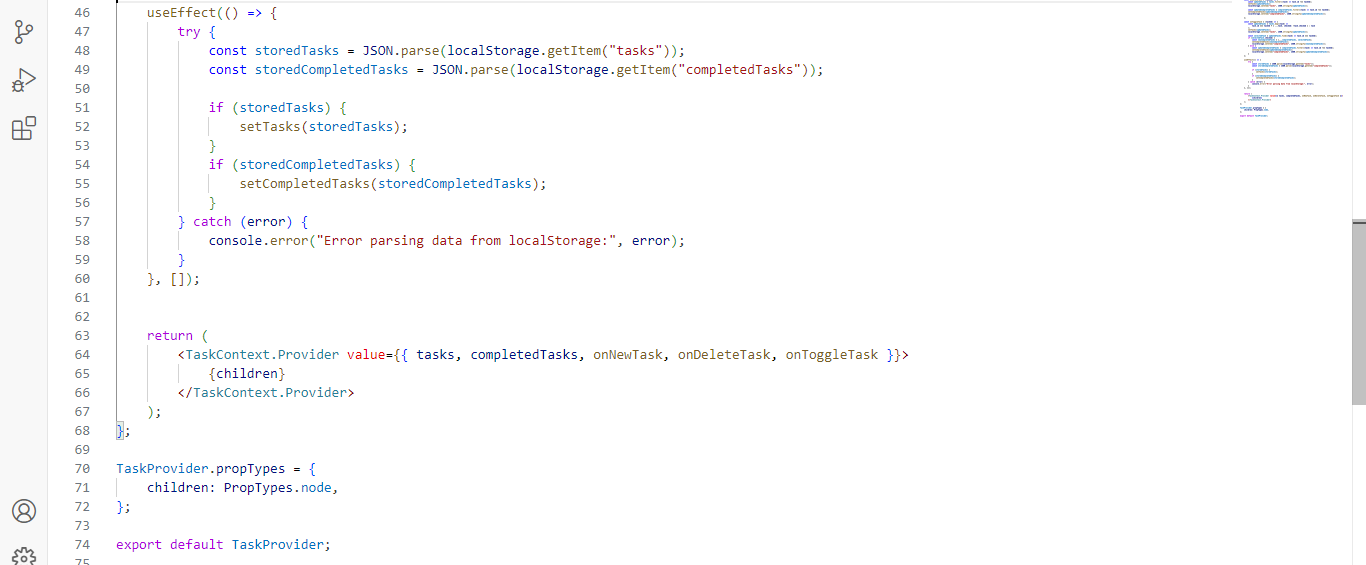 46 useEffect(() => {
47 try {
48 const storedTasks = JSON.parse(localStorage.getItem("tasks"));
49 const storedCompletedTasks = JSON.parse(localStorage.getItem("completedTasks"));
50
51 if (storedTasks) {
52 setTasks(storedTasks);
53 }
54 if (storedCompletedTasks) {
55 setCompletedTasks(storedCompletedTasks);
56 }
57 } catch (error) {
58 console.error("Error parsing data from localStorage:", error);
59 }
60 }, []);
61
62
63 return (
64 <TaskContext.Provider value={{ tasks, completedTasks, onNewTask, onDeleteTask, onToggleTask }}>
65 {children}
66 </TaskContext.Provider>
67 );
68 };
69
70 TaskProvider.propTypes = {
71 children: PropTypes.node,
72 };
73
74 export default TaskProvider;
75